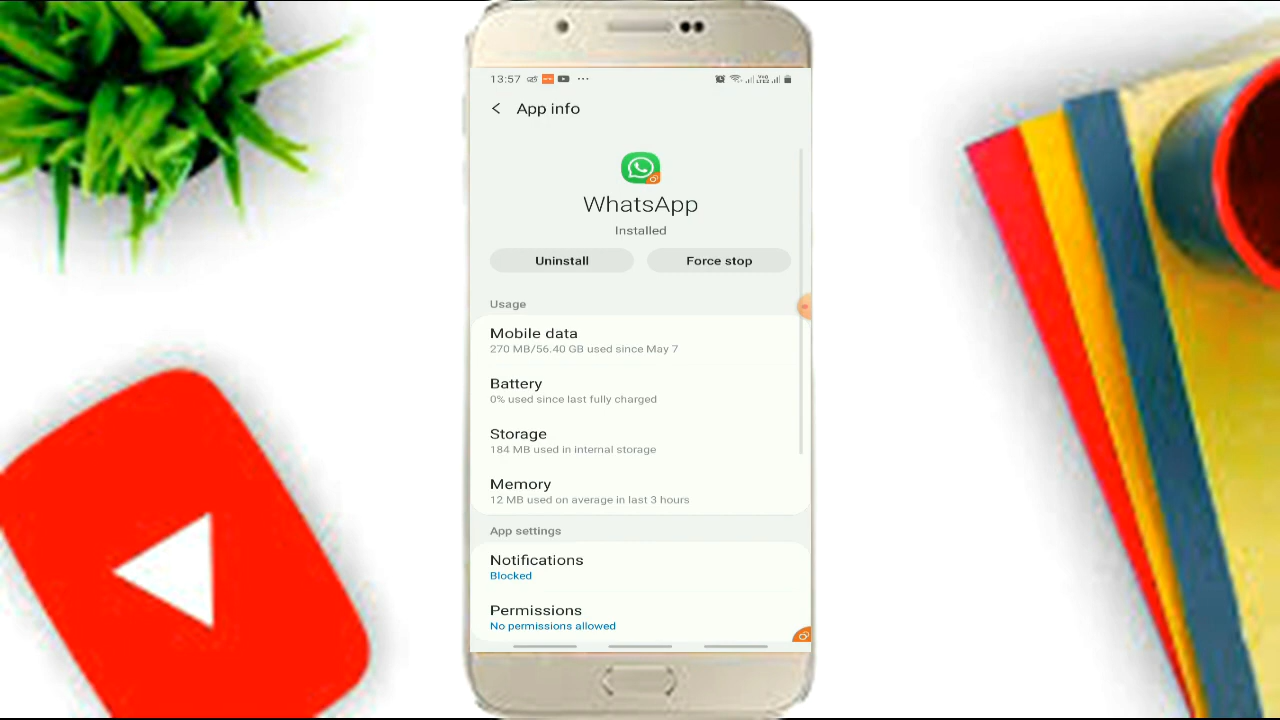 13:57
App info
WhatsApp
Installed
Uninstall
Force stop
Usage
Mobile data
270 MB/56.40 GB used since May 7
Battery
0% used since last fully charged
Storage
184 MB used in internal storage
Memory
12 MB used on average in last 3 hours
App settings
Notifications
Blocked
Permissions
No permissions allowed